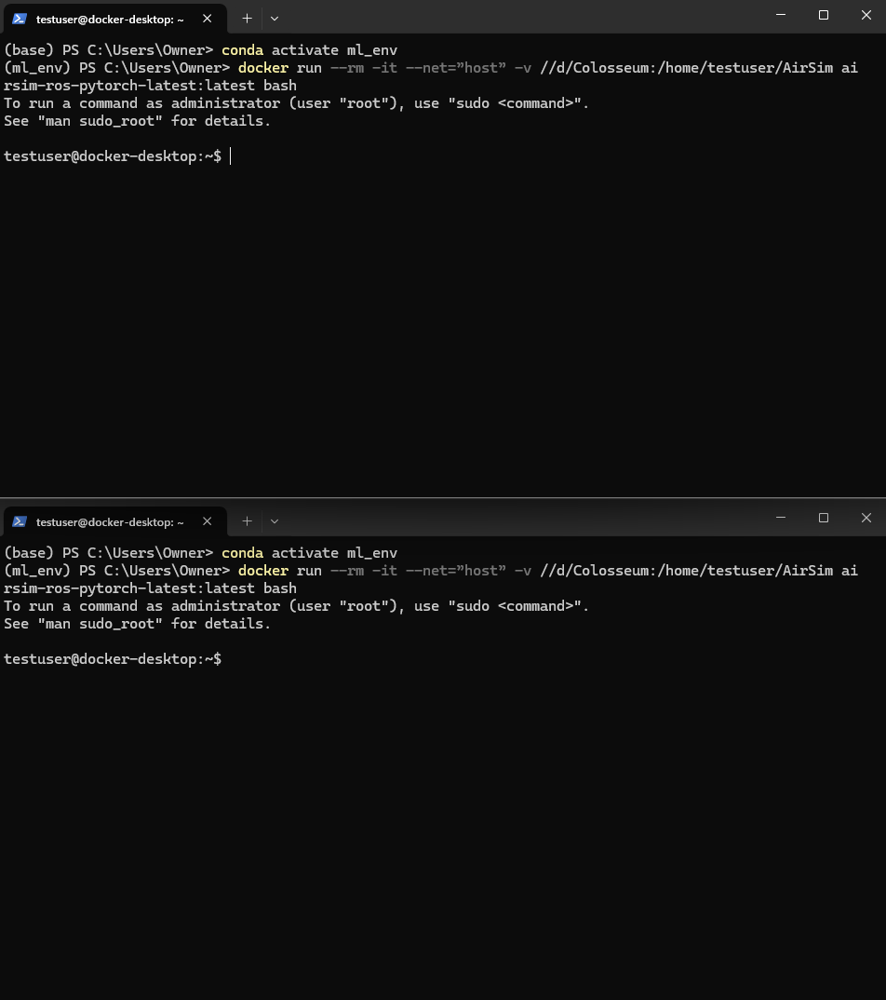 testuser@docker-desktop: ~
(base) PS C:\Users\Owner> conda activate ml_env
(ml_env) PS C:\Users\Owner> docker run --rm -it --net=”host” -v //d/Colosseum:/home/testuser/AirSim ai
rsim-ros-pytorch-latest:latest bash
To run a command as administrator (user "root"), use "sudo <command>".
See "man sudo_root" for details.
testuser@docker-desktop:~$
testuser@docker-desktop: ~
(base) PS C:\Users\Owner> conda activate ml_env
(ml_env) PS C:\Users\Owner> docker run --rm -it --net=”host” -v //d/Colosseum:/home/testuser/AirSim ai
rsim-ros-pytorch-latest:latest bash
To run a command as administrator (user "root"), use "sudo <command>".
See "man sudo_root" for details.
testuser@docker-desktop:~$